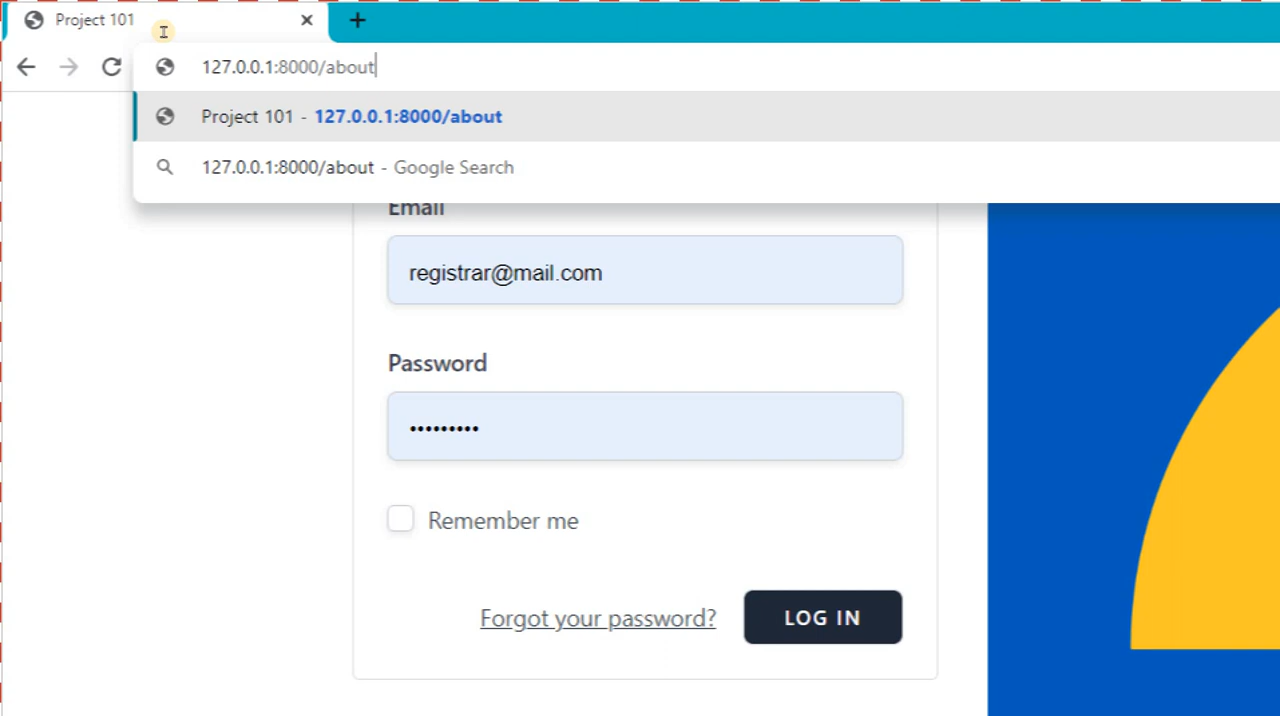 Project 101
127.0.0.1:8000/about
Project 101 - 127.0.0.1:8000/about
127.0.0.1:8000/about - Google Search
Email
registrar@mail.com
Password
•••••••••
Remember me
Forgot your password? LOG IN